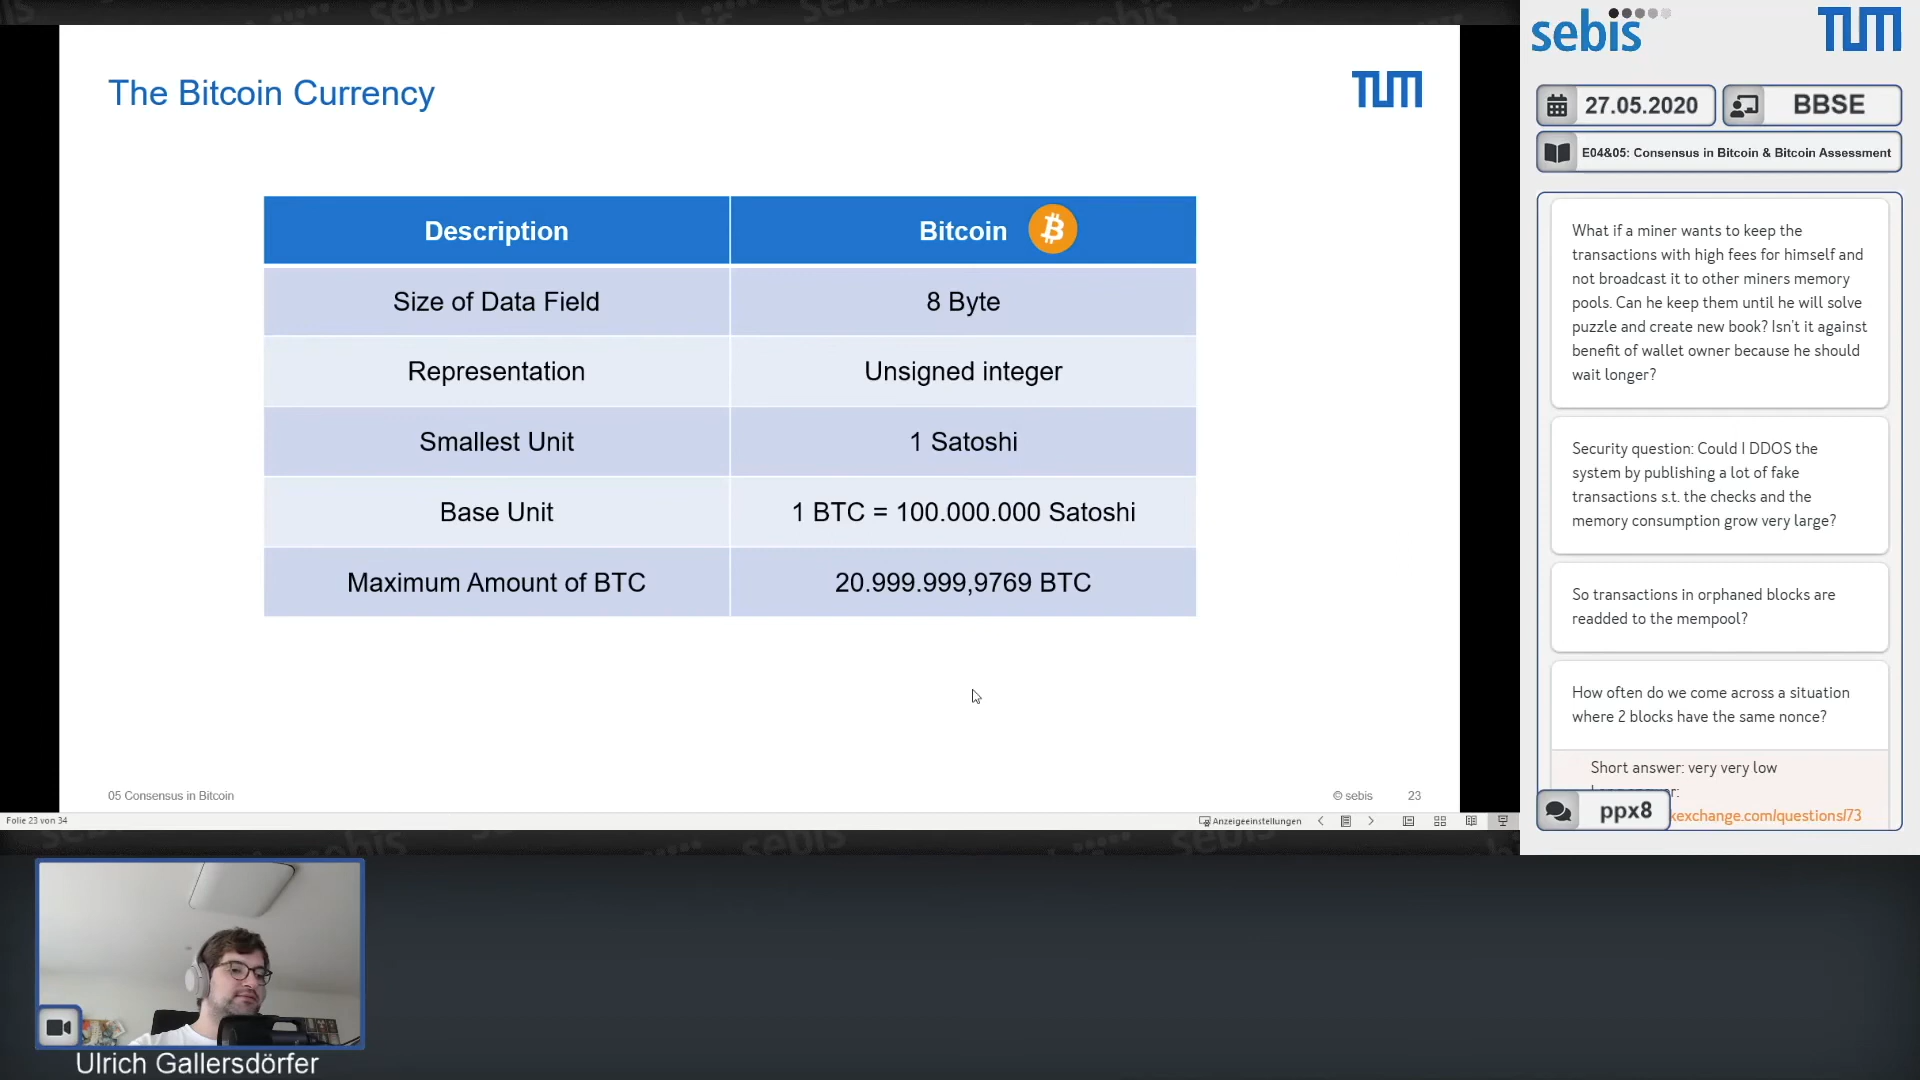 The Bitcoin Currency
TUM
Description Bitcoin
Size of Data Field 8 Byte
Representation Unsigned integer
Smallest Unit 1 Satoshi
Base Unit 1 BTC = 100.000.000 Satoshi
Maximum Amount of BTC 20.999.999,9769 BTC
05 Consensus in Bitcoin © sebis 23
Folie 23 von 34 Anzeigeeinstellungen
Ulrich Gallersdörfer
sebis TUM
27.05.2020 BBSE
E04&05: Consensus in Bitcoin & Bitcoin Assessment
What if a miner wants to keep the
transactions with high fees for himself and
not broadcast it to other miners memory
pools. Can he keep them until he will solve
puzzle and create new book? Isn't it against
benefit of wallet owner because he should
wait longer?
Security question: Could I DDOS the
system by publishing a lot of fake
transactions s.t. the checks and the
memory consumption grow very large?
So transactions in orphaned blocks are
readded to the mempool?
How often do we come across a situation
where 2 blocks have the same nonce?
Short answer: very very low
ppx8 kexchange.com/questions/73